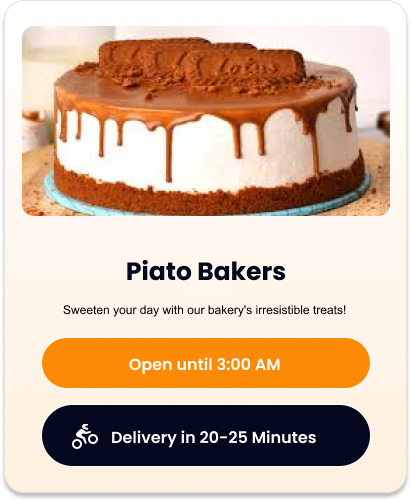 Lotus
Piato Bakers
Sweeten your day with our bakery's irresistible treats!
Open until 3:00 AM
Delivery in 20-25 Minutes